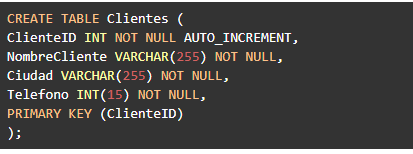 CREATE TABLE Clientes (
ClienteID INT NOT NULL AUTO_INCREMENT,
NombreCliente VARCHAR(255) NOT NULL,
Ciudad VARCHAR(255) NOT NULL,
Telefono INT(15) NOT NULL,
PRIMARY KEY (ClienteID)
);